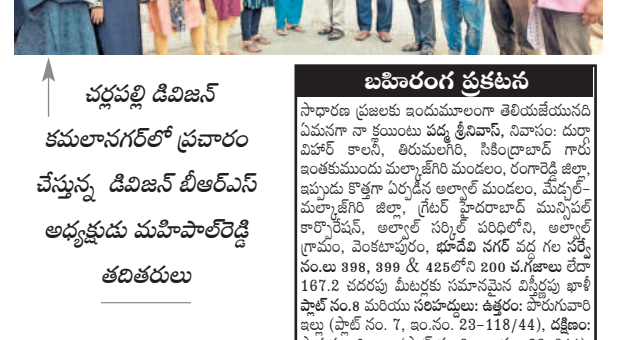 చర్లపల్లి డివిజన్
కమలానగర్‌లో ప్రచారం
చేస్తున్న డివిజన్ బీఆర్ఎస్
అధ్యక్షుడు మహిపాల్‌రెడ్డి
తదితరులు
బహిరంగ ప్రకటన
సాధారణ ప్రజలకు ఇందుమూలంగా తెలియజేయునది
ఏమనగా నా క్లయింటు పద్మ శ్రీనివాస్, నివాసం: దుర్గా
విహార్ కాలనీ, తిరుమలగిరి, సికింద్రాబాద్ గారు
ఇంతకుముందు మల్కాజ్‌గిరి మండలం, రంగారెడ్డి జిల్లా,
ఇప్పుడు కొత్తగా ఏర్పడిన అల్వాల్ మండలం, మేడ్చల్-
మల్కాజ్‌గిరి జిల్లా, గ్రేటర్ హైదరాబాద్ మున్సిపల్
కార్పొరేషన్, అల్వాల్ సర్కిల్ పరిధిలోని, అల్వాల్
గ్రామం, వెంకటాపురం, భూదేవి నగర్ వద్ద గల సర్వే
నం.లు 398, 399 & 425లోని 200 చ.గజాలు లేదా
167.2 చదరపు మీటర్లకు సమానమైన విస్తీర్ణపు ఖాళీ
ప్లాట్ నం.8 మరియు సరిహద్దులు: ఉత్తరం: పొరుగువారి
ఇల్లు (ప్లాట్ నం. 7, ఇం.నం. 23-118/44), దక్షిణం: